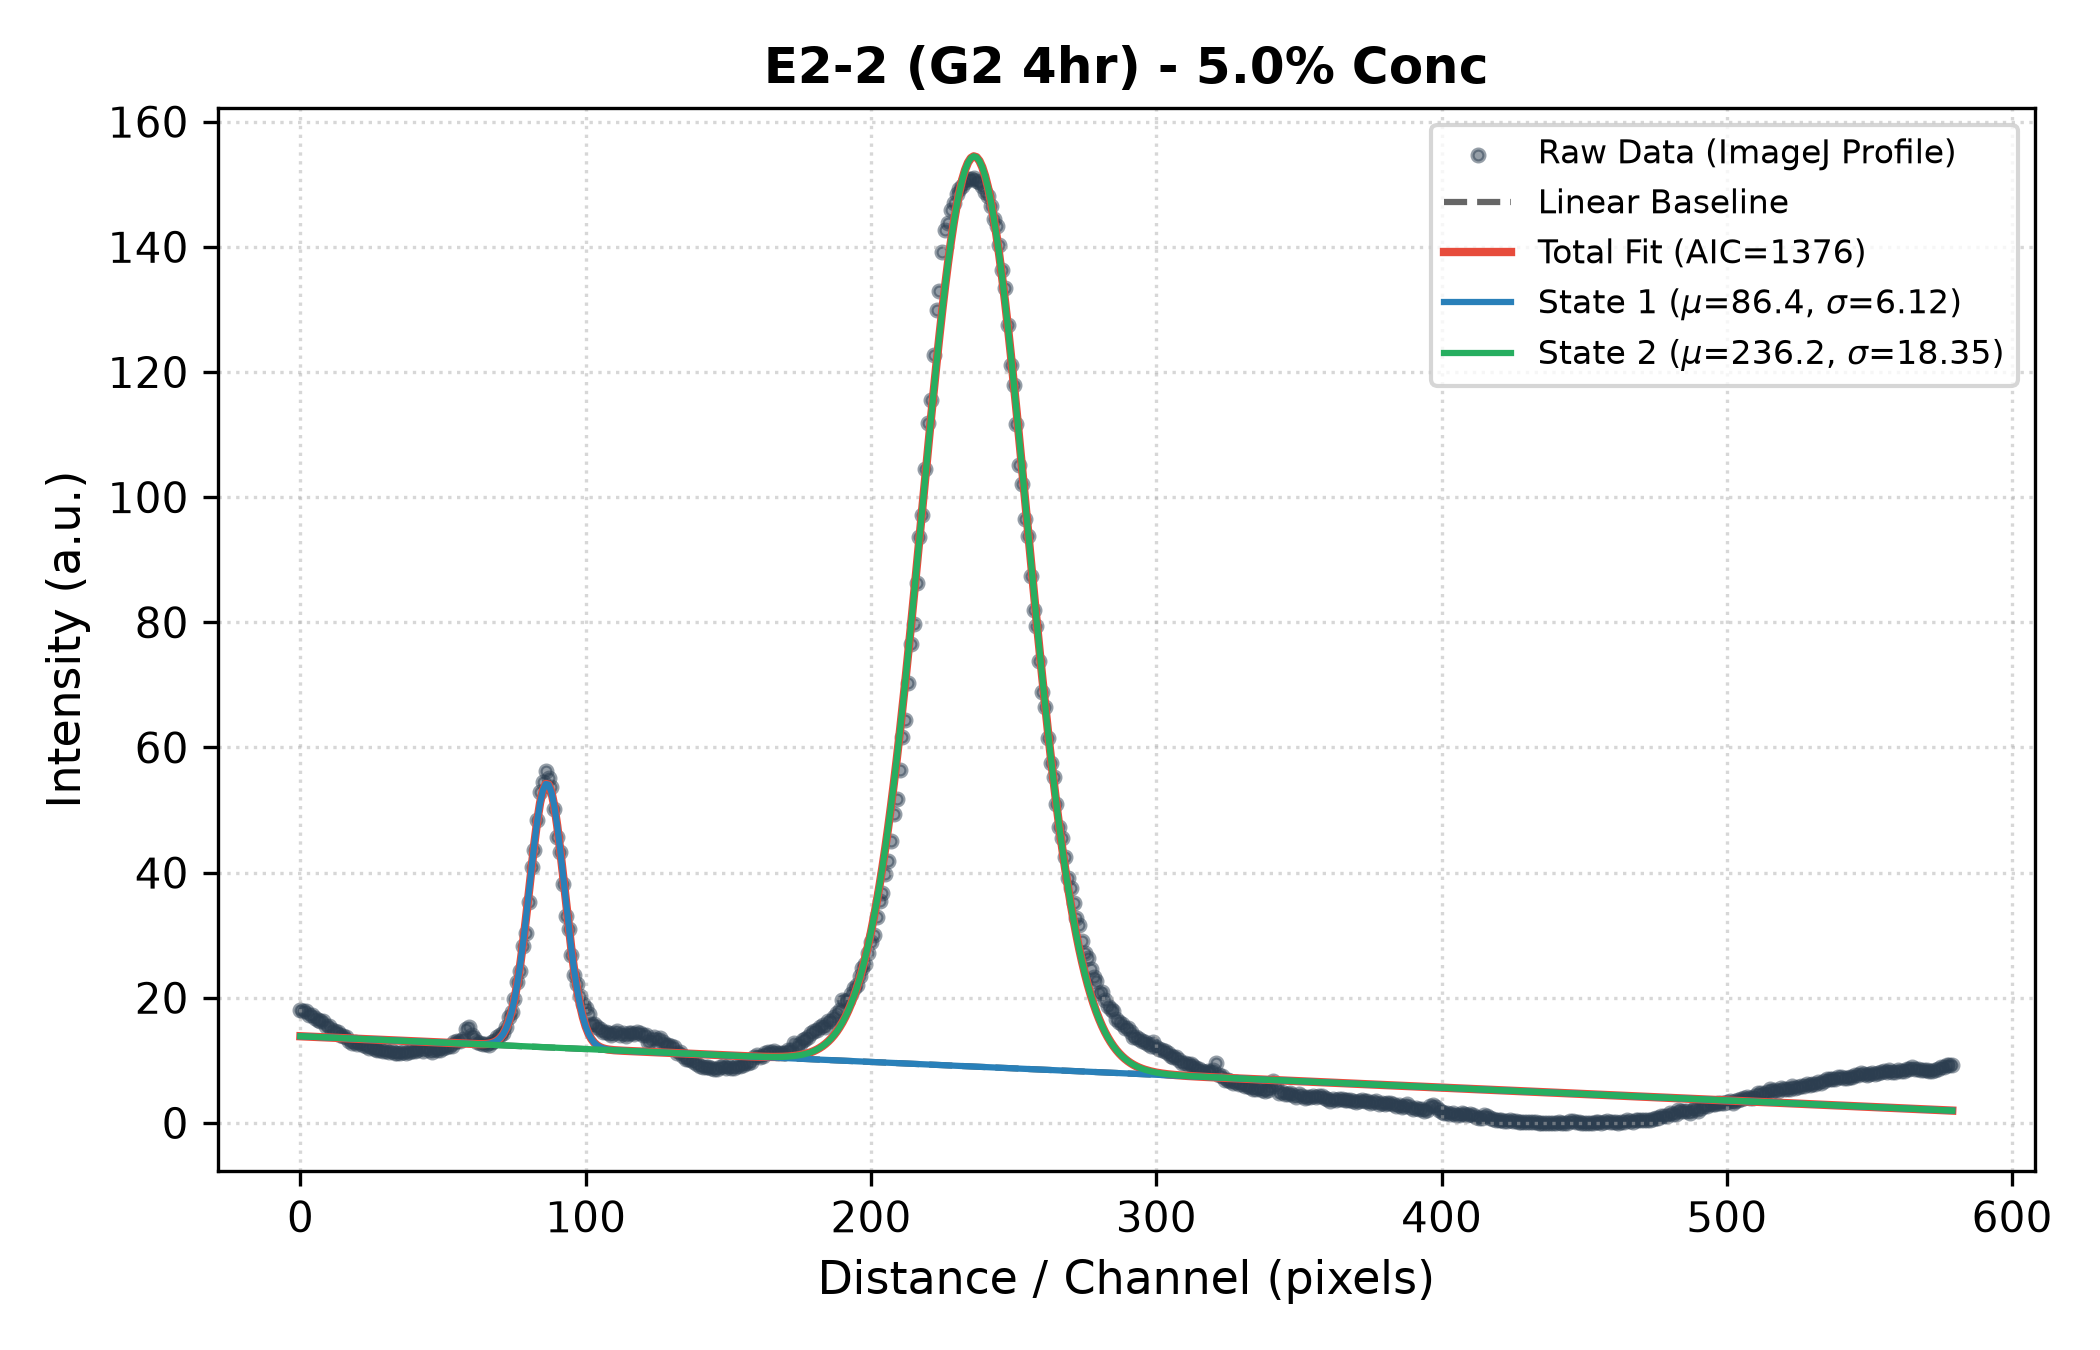 E2-2 (G2 4hr) - 5.0% Conc
160
140
120
100
80
60
40
20
0
Intensity (a.u.)
Raw Data (ImageJ Profile)
Linear Baseline
Total Fit (AIC=1376)
State 1 (μ=86.4, σ=6.12)
State 2 (μ=236.2, σ=18.35)
0 100 200 300 400 500 600
Distance / Channel (pixels)